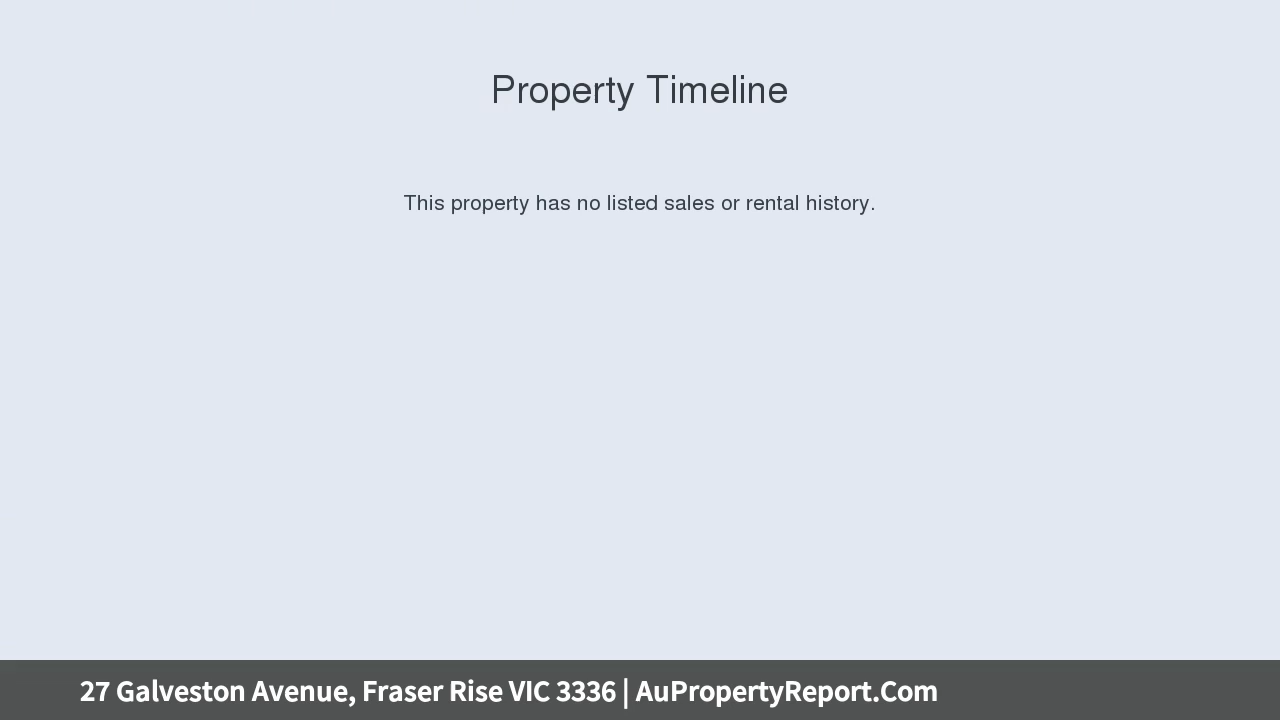 Property Timeline
This property has no listed sales or rental history.
27 Galveston Avenue, Fraser Rise VIC 3336 | AuPropertyReport.Com